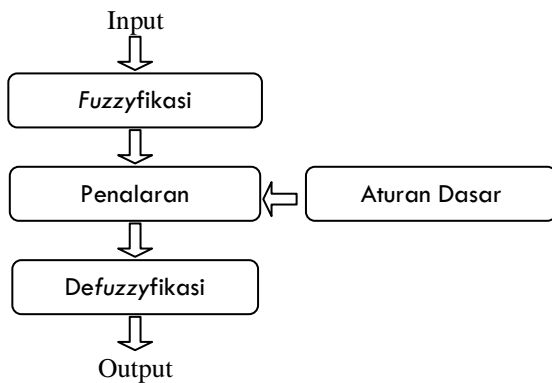 Input
Fuzzyfikasi
Penalaran
Aturan Dasar
Defuzzyfikasi
Output